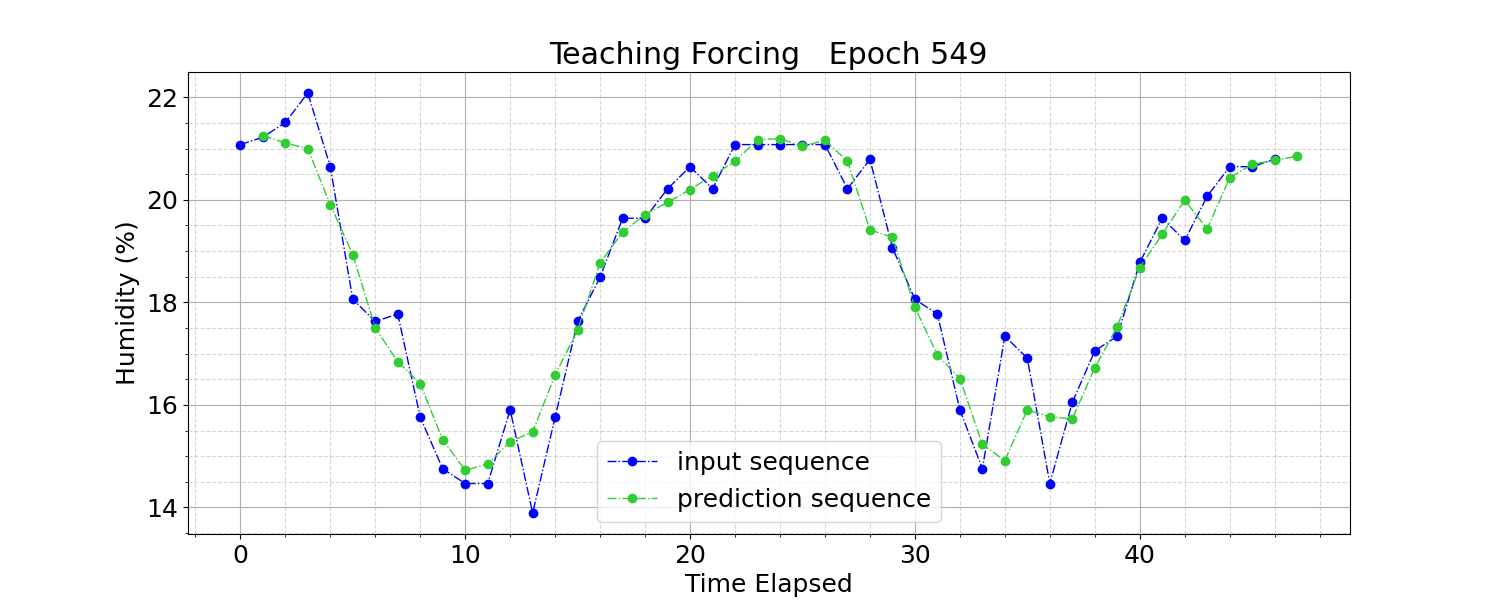 Teaching Forcing   Epoch 549
Humidity (%)
22
20
18
16
14
input sequence
prediction sequence
0 10 20 30 40
Time Elapsed